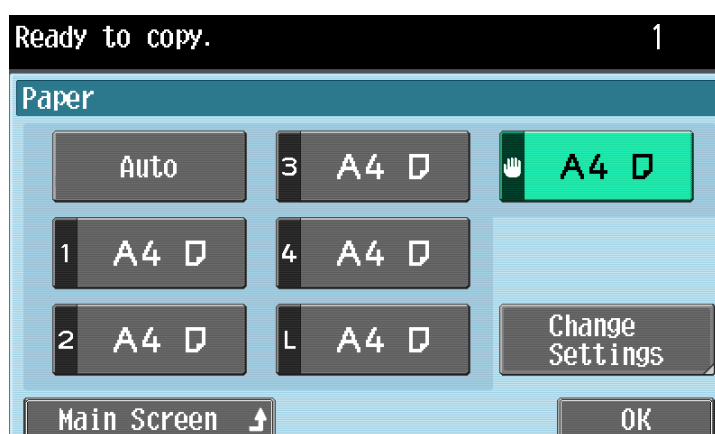 Ready to copy. 1
Paper
Auto
3 A4
A4
1 A4
4 A4
2 A4
L A4
Change
Settings
Main Screen
OK